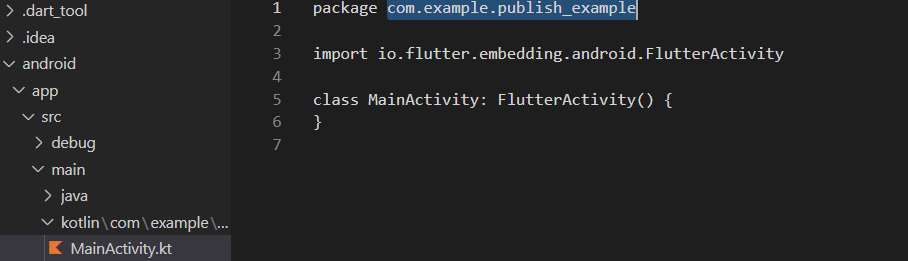 .dart_tool
.idea
android
app
src
debug
main
java
kotlin\com\example\...
MainActivity.kt
1 package com.example.publish_example
2
3 import io.flutter.embedding.android.FlutterActivity
4
5 class MainActivity: FlutterActivity() {
6 }
7